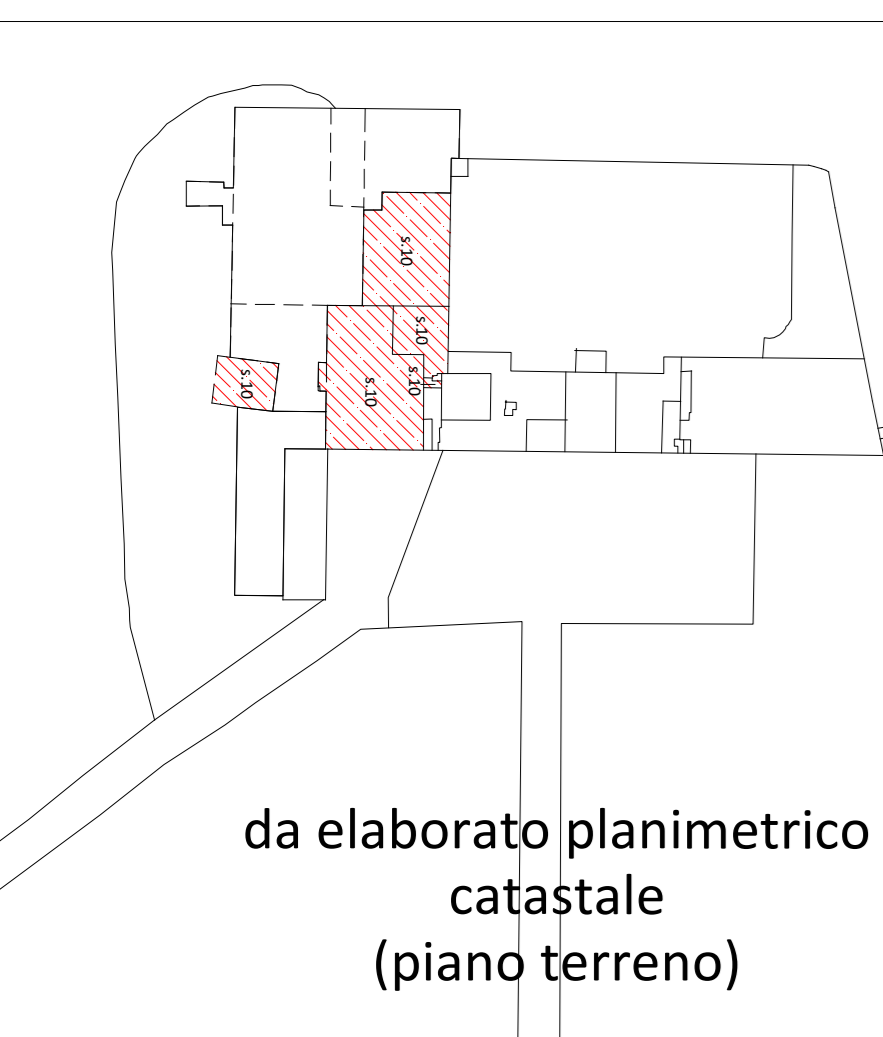 s.10
s.10
s.10
s.10
s.10
da elaborato planimetrico
catastale
(piano terreno)